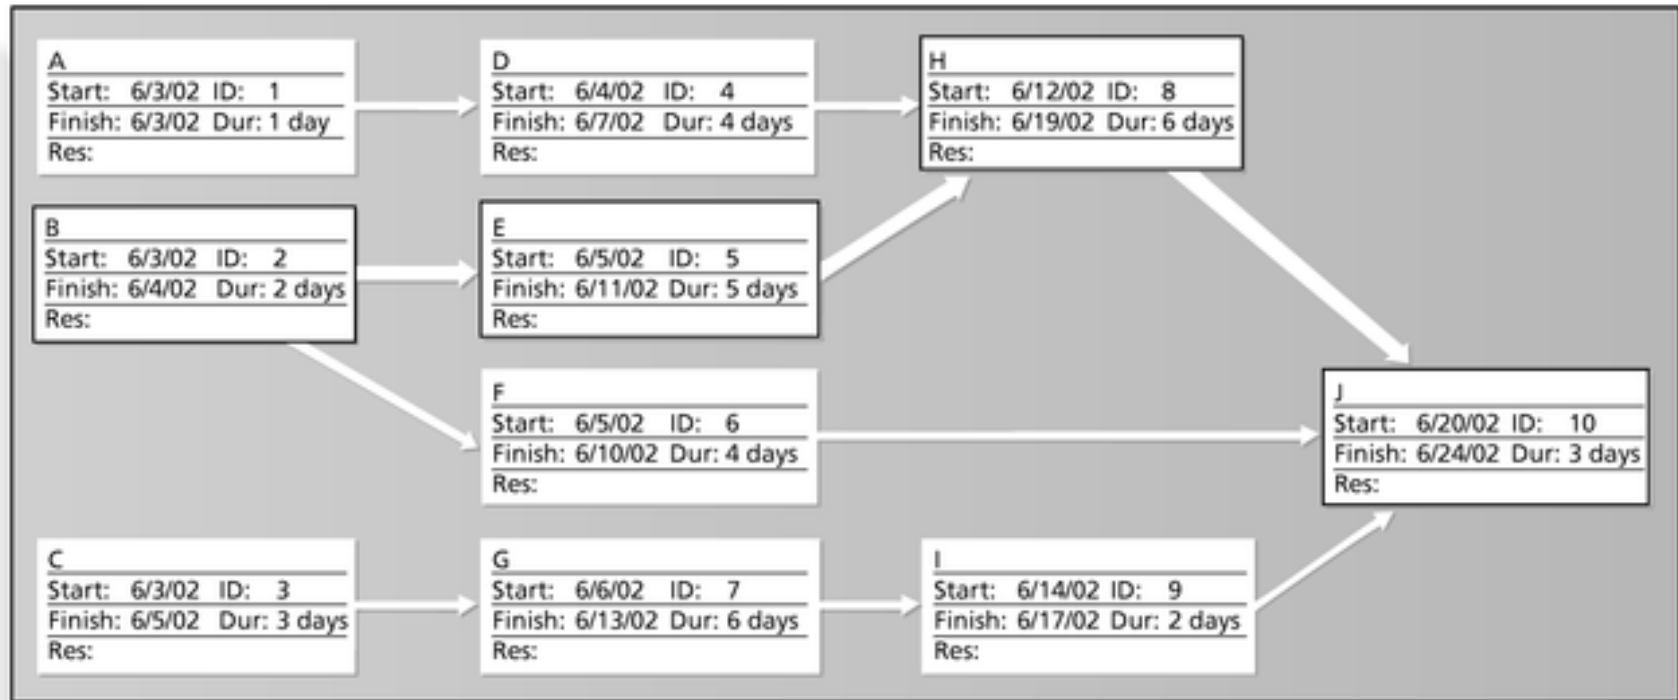 A
Start: 6/3/02 ID: 1
Finish: 6/3/02 Dur: 1 day
Res:
D
Start: 6/4/02 ID: 4
Finish: 6/7/02 Dur: 4 days
Res:
H
Start: 6/12/02 ID: 8
Finish: 6/19/02 Dur: 6 days
Res:
B
Start: 6/3/02 ID: 2
Finish: 6/4/02 Dur: 2 days
Res:
E
Start: 6/5/02 ID: 5
Finish: 6/11/02 Dur: 5 days
Res:
F
Start: 6/5/02 ID: 6
Finish: 6/10/02 Dur: 4 days
Res:
J
Start: 6/20/02 ID: 10
Finish: 6/24/02 Dur: 3 days
Res:
C
Start: 6/3/02 ID: 3
Finish: 6/5/02 Dur: 3 days
Res:
G
Start: 6/6/02 ID: 7
Finish: 6/13/02 Dur: 6 days
Res:
I
Start: 6/14/02 ID: 9
Finish: 6/17/02 Dur: 2 days
Res: